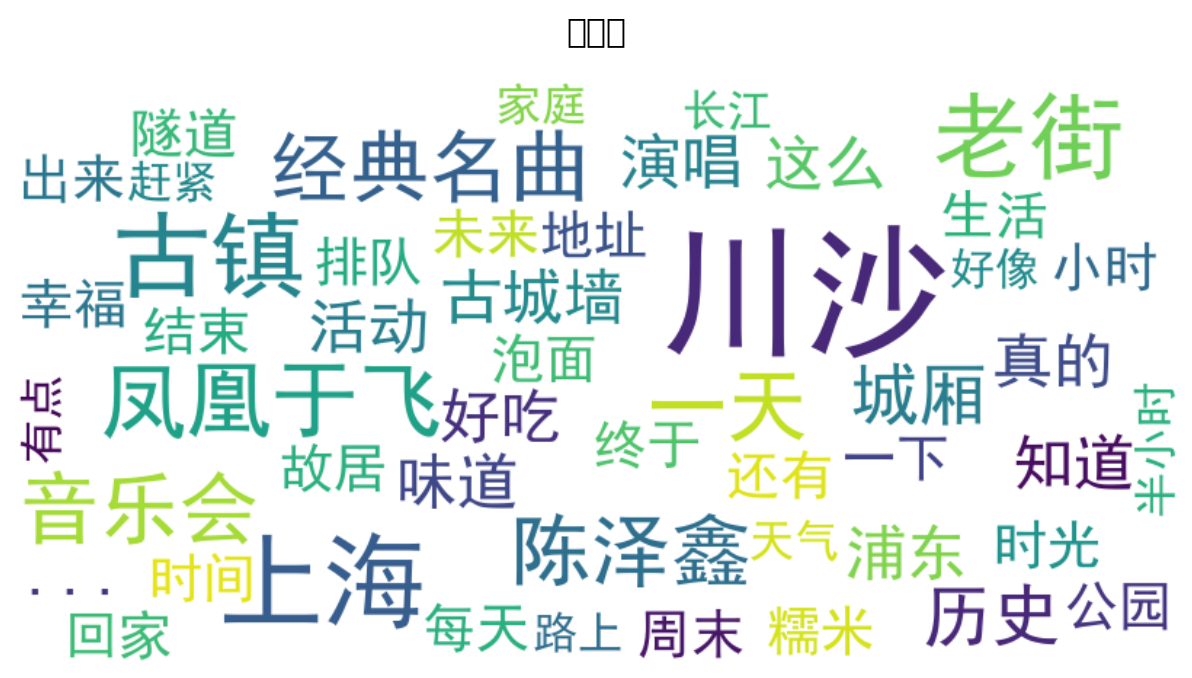 家庭
长江
老街
隧道
经典名曲
演唱
这么
出来
赶紧
生活
古镇
未来
地址
川沙
排队
好像
小时
幸福
古城墙
结束
活动
泡面
真的
凤凰于飞
好吃
一天
城厢
有点
半小时
终于
一下
知道
故居
味道
还有
音乐会
陈泽鑫
天气
浦东
时光
上海
时间
...
历史
公园
回家
每天
路上
周末
糯米